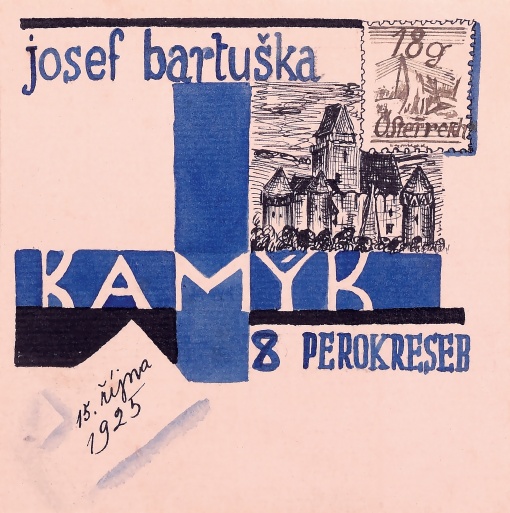 josef bartuška
18g
Österreich
KAMÝK
8 PEROKRESEB
15. října
1925